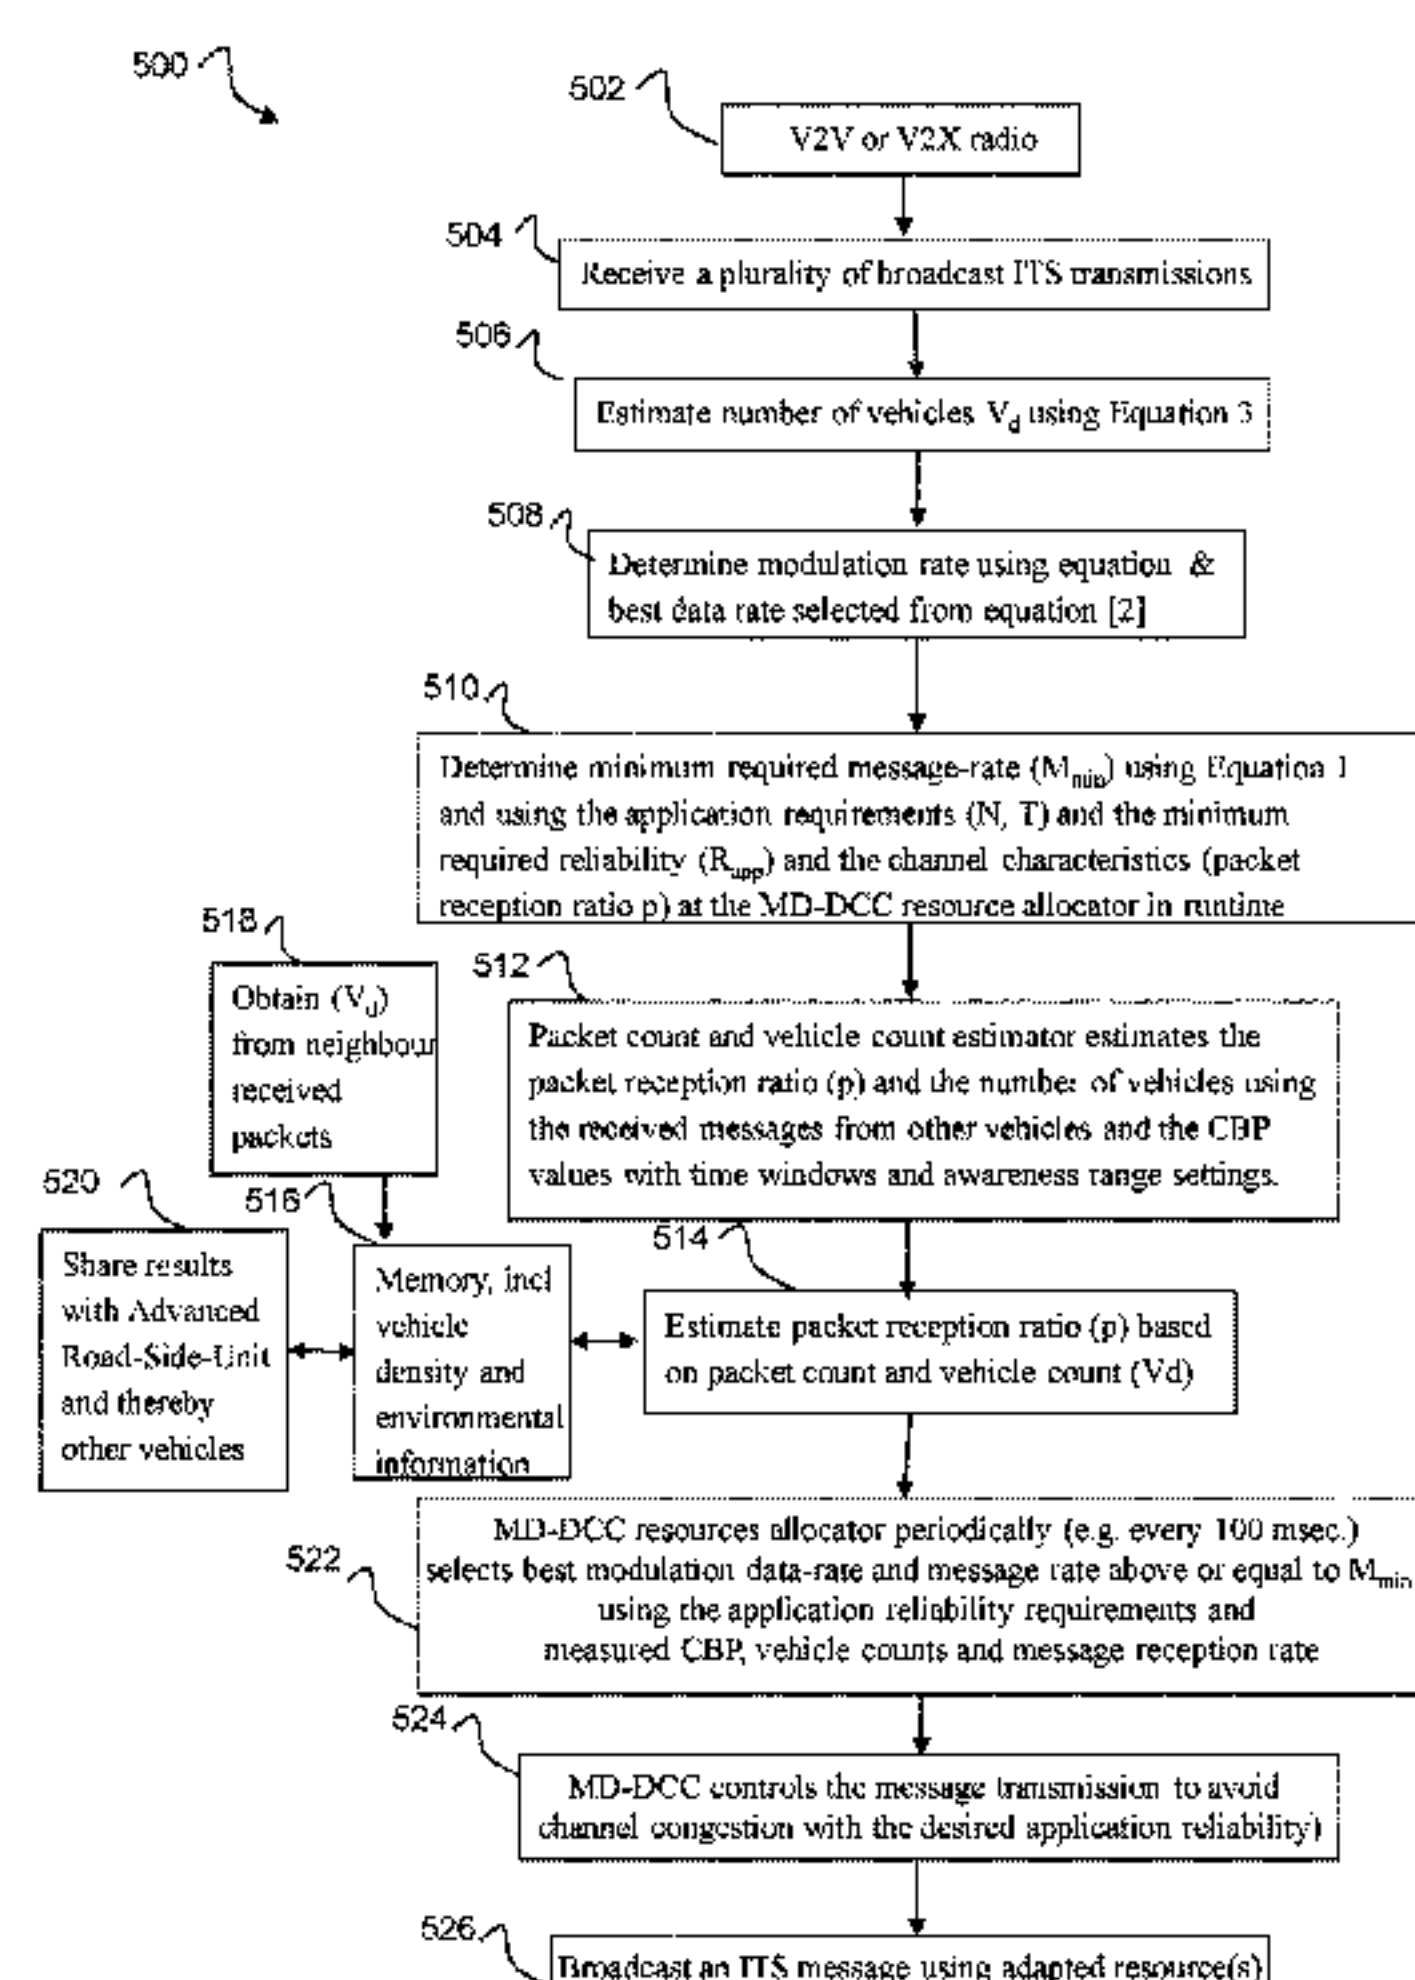 500
502
V2V or V2X radio
504
Receive a plurality of broadcast ITS transmissions
506
Estimate number of vehicles Vd using Equation 3
508
Determine modulation rate using equation &
best data rate selected from equation [2]
510
Determine minimum required message-rate (Mmin) using Equation 1
and using the application requirements (N, T) and the minimum
required reliability (Rapp) and the channel characteristics (packet
reception ratio p) at the MD-DCC resource allocator in runtime
518
Obtain (Vd)
from neighbour
received
packets
512
Packet count and vehicle count estimator estimates the
packet reception ratio (p) and the number of vehicles using
the received messages from other vehicles and the CBP
values with time windows and awareness range settings.
520
Share results
with Advanced
Road-Side-Unit
and thereby
other vehicles
516
Memory, incl
vehicle
density and
environmental
information
514
Estimate packet reception ratio (p) based
on packet count and vehicle count (Vd)
522
MD-DCC resources allocator periodically (e.g. every 100 msec.)
selects best modulation data-rate and message rate above or equal to Mmin
using the application reliability requirements and
measured CBP, vehicle counts and message reception rate
524
MD-DCC controls the message transmission to avoid
channel congestion with the desired application reliability)
526
Broadcast an ITS message using adapted resource(s)